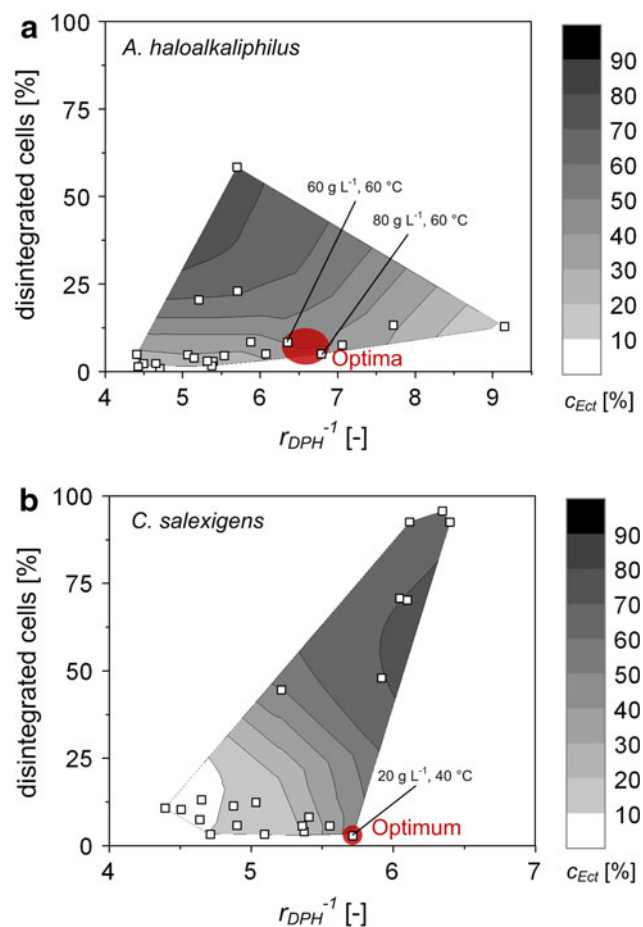 a
A. haloalkaliphilus
disintegrated cells [%]
100
75
50
25
0
60 g L⁻¹, 60 °C
80 g L⁻¹, 60 °C
Optima
4 5 6 7 8 9
r_DPH⁻¹ [-]
90
80
70
60
50
40
30
20
10
c_Ect [%]
b
C. salexigens
disintegrated cells [%]
100
75
50
25
0
20 g L⁻¹, 40 °C
Optimum
4 5 6 7
r_DPH⁻¹ [-]
90
80
70
60
50
40
30
20
10
c_Ect [%]